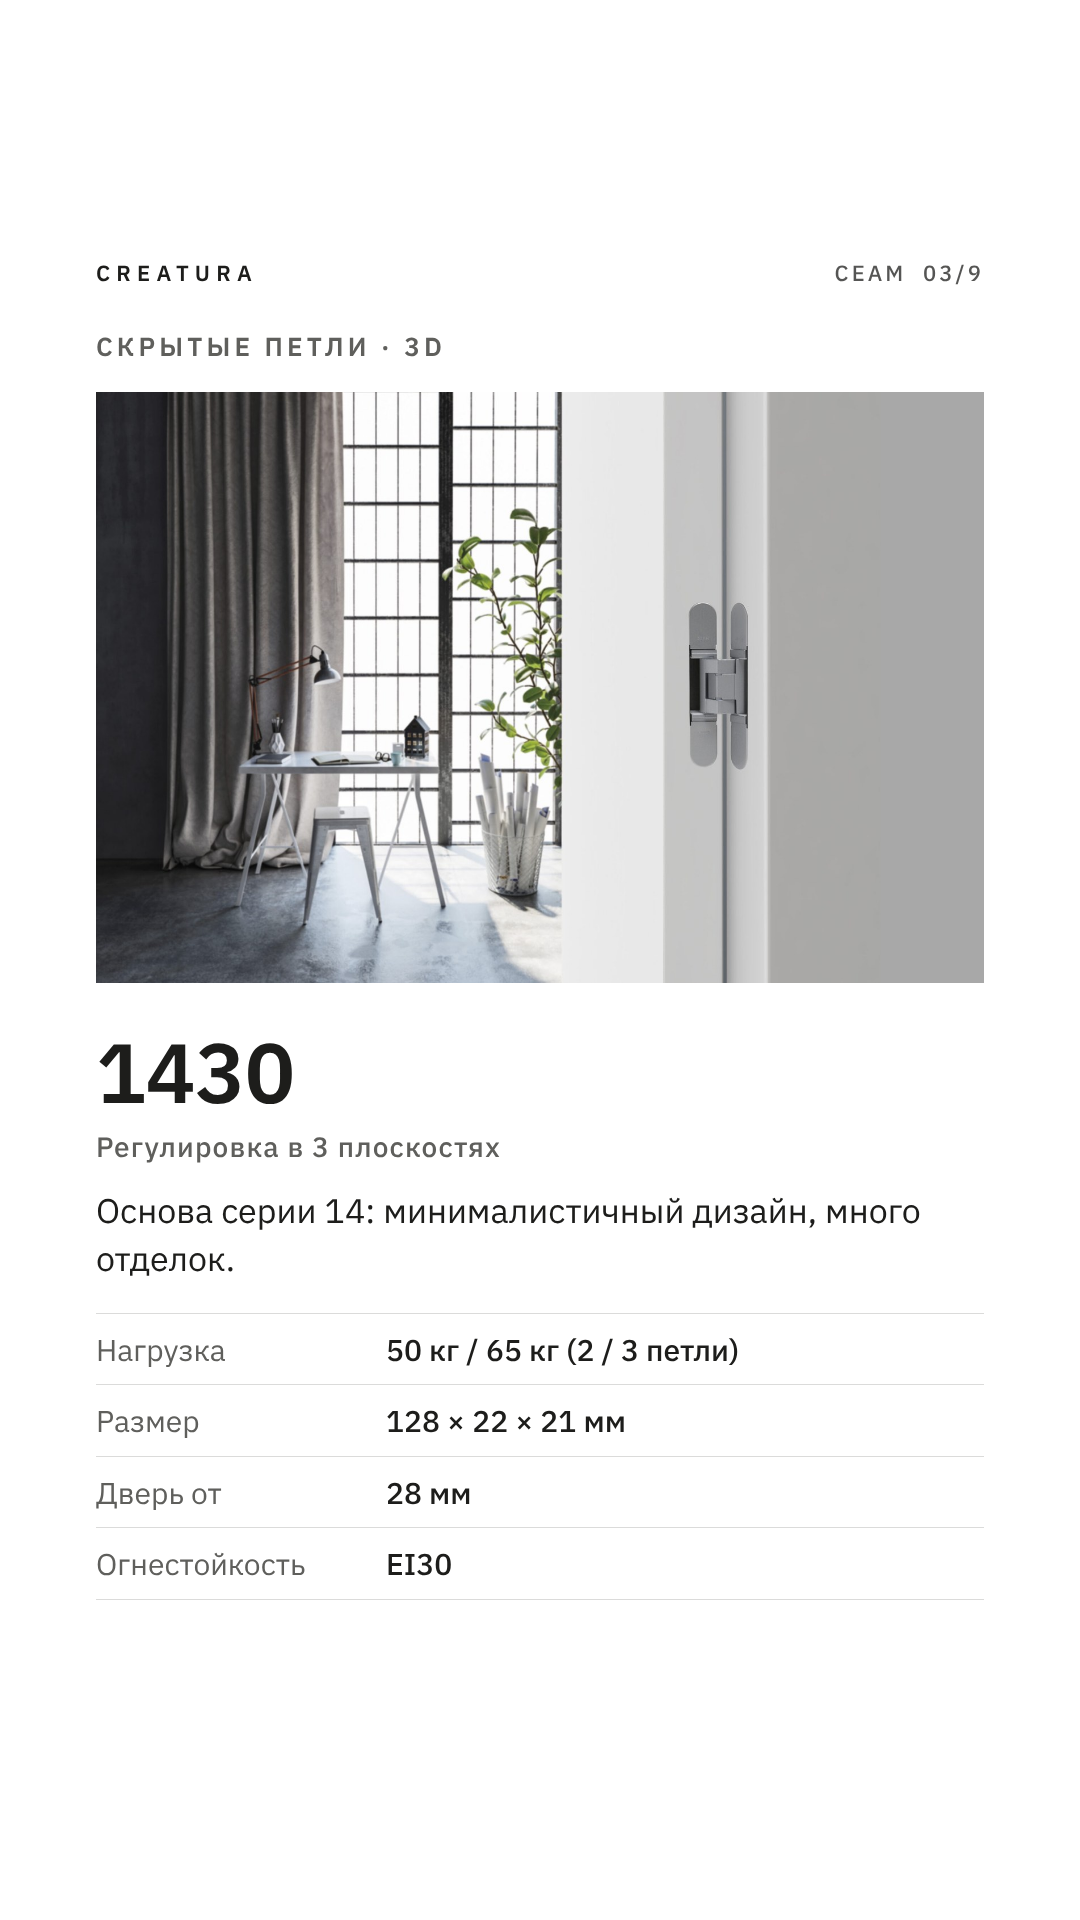 CREATURA
CEAM 03/9
СКРЫТЫЕ ПЕТЛИ · 3D
1430
Регулировка в 3 плоскостях
Основа серии 14: минималистичный дизайн, много
отделок.
Нагрузка 50 кг / 65 кг (2 / 3 петли)
Размер 128 × 22 × 21 мм
Дверь от 28 мм
Огнестойкость EI30